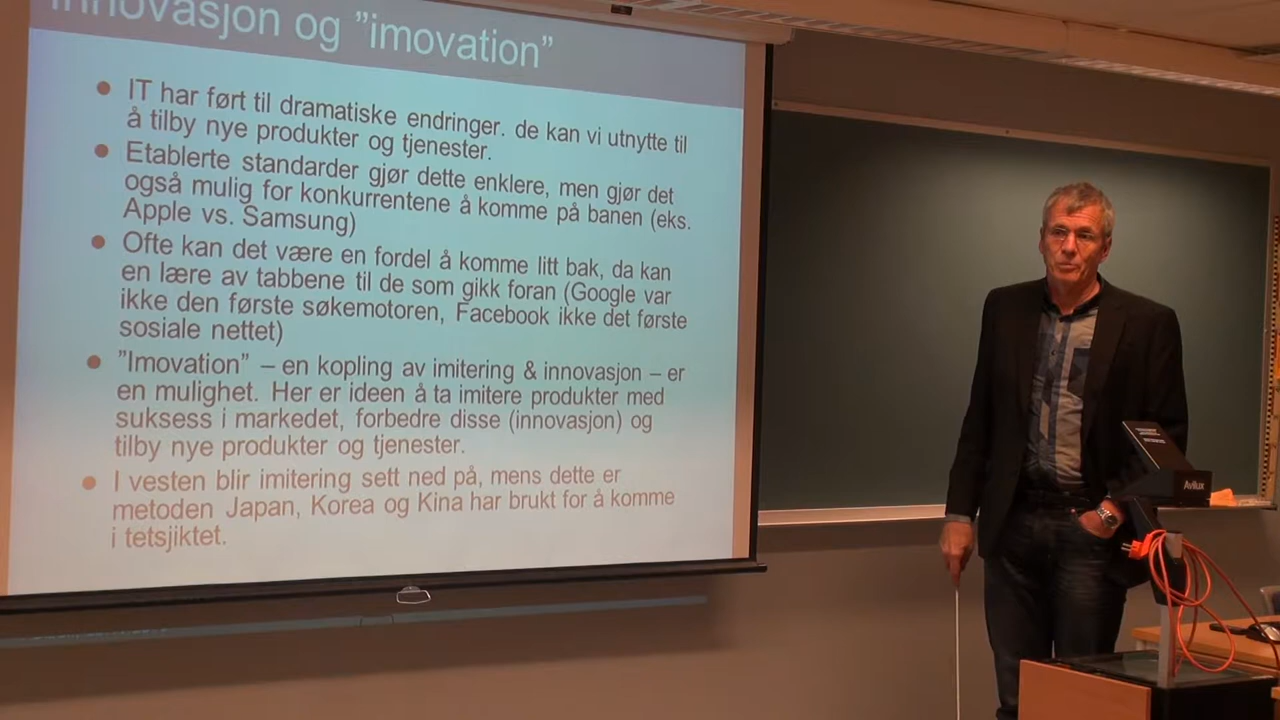 innovasjon og ”imovation”
IT har ført til dramatiske endringer. de kan vi utnytte til
å tilby nye produkter og tjenester.
Etablerte standarder gjør dette enklere, men gjør det
også mulig for konkurrentene å komme på banen (eks.
Apple vs. Samsung)
Ofte kan det være en fordel å komme litt bak, da kan
en lære av tabbene til de som gikk foran (Google var
ikke den første søkemotoren, Facebook ikke det første
sosiale nettet)
”Imovation” – en kopling av imitering & innovasjon – er
en mulighet. Her er ideen å ta imitere produkter med
suksess i markedet, forbedre disse (innovasjon) og
tilby nye produkter og tjenester.
I vesten blir imitering sett ned på, mens dette er
metoden Japan, Korea og Kina har brukt for å komme
i tetsjiktet.
Avilux